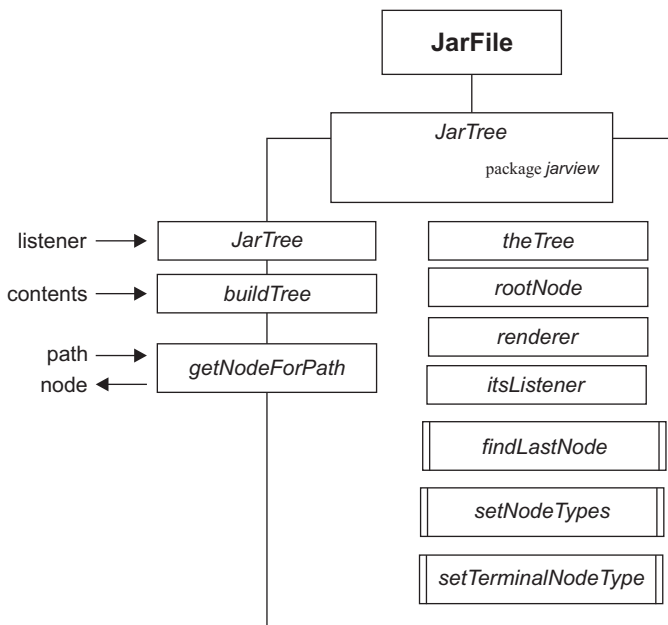 JarFile
JarTree
package jarview
listener
JarTree
theTree
contents
buildTree
rootNode
renderer
path
node
getNodeForPath
itsListener
findLastNode
setNodeTypes
setTerminalNodeType